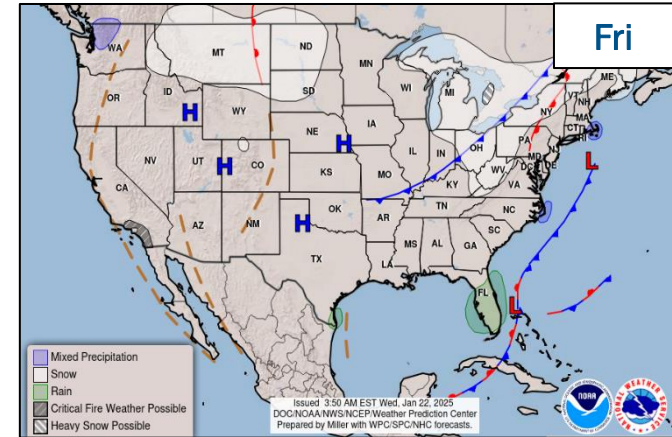 Fri
WA
MT
ND
MN
OR
ID
WI
MI
ME
VT
NH
NY
MA
CT
RI
SD
WY
H
IA
NE
H
PA
NJ
NV
UT
H
CO
IL
IN
OH
MD
DE
DC
WV
VA
CA
KS
MO
KY
L
AZ
NM
OK
H
AR
TN
NC
SC
TX
MS
AL
GA
LA
FL
L
Mixed Precipitation
Snow
Rain
Critical Fire Weather Possible
Heavy Snow Possible
Issued 3:50 AM EST Wed, Jan 22, 2025
DOC/NOAA/NWS/NCEP/Weather Prediction Center
Prepared by Miller with WPC/SPC/NHC forecasts.
NOAA